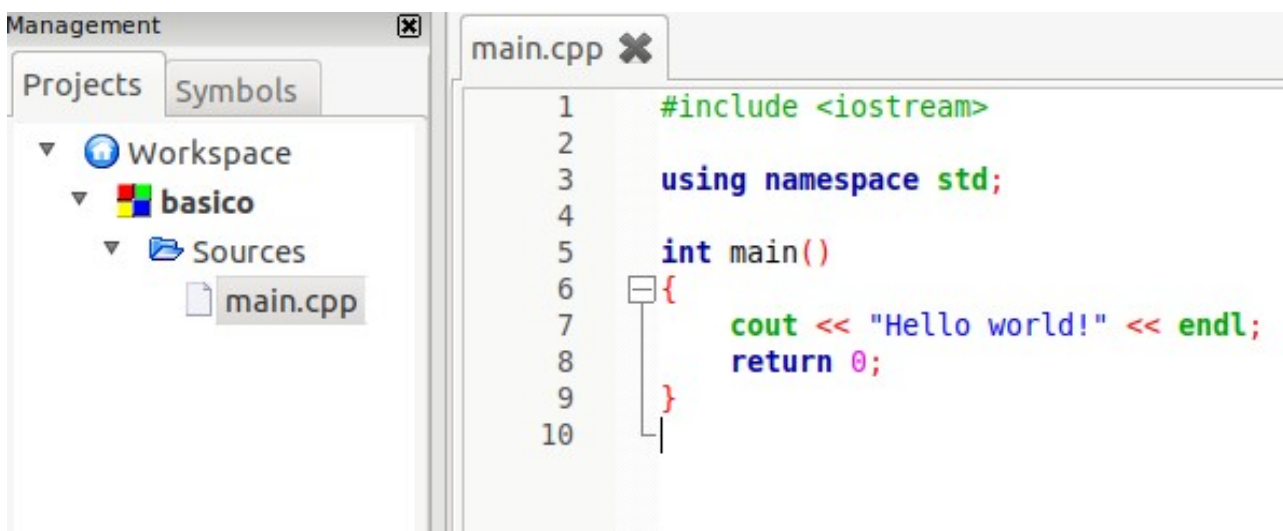 Management
Projects Symbols
Workspace
basico
Sources
main.cpp
main.cpp
1 #include <iostream>
2
3 using namespace std;
4
5 int main()
6 {
7     cout << "Hello world!" << endl;
8     return 0;
9 }
10